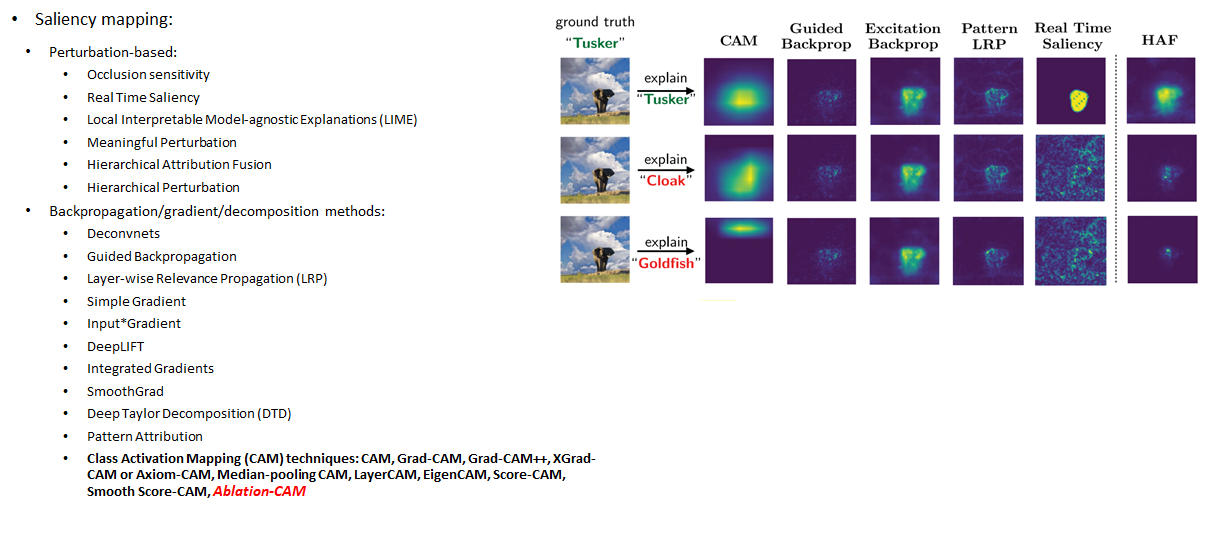 • Saliency mapping:
• Perturbation-based:
• Occlusion sensitivity
• Real Time Saliency
• Local Interpretable Model-agnostic Explanations (LIME)
• Meaningful Perturbation
• Hierarchical Attribution Fusion
• Hierarchical Perturbation
• Backpropagation/gradient/decomposition methods:
• Deconvnets
• Guided Backpropagation
• Layer-wise Relevance Propagation (LRP)
• Simple Gradient
• Input*Gradient
• DeepLIFT
• Integrated Gradients
• SmoothGrad
• Deep Taylor Decomposition (DTD)
• Pattern Attribution
• Class Activation Mapping (CAM) techniques: CAM, Grad-CAM, Grad-CAM++, XGrad-
CAM or Axiom-CAM, Median-pooling CAM, LayerCAM, EigenCAM, Score-CAM,
Smooth Score-CAM, Ablation-CAM
ground truth
“Tusker”
CAM
Guided
Backprop
Excitation
Backprop
Pattern
LRP
Real Time
Saliency
HAF
explain
“Tusker”
explain
“Cloak”
explain
“Goldfish”